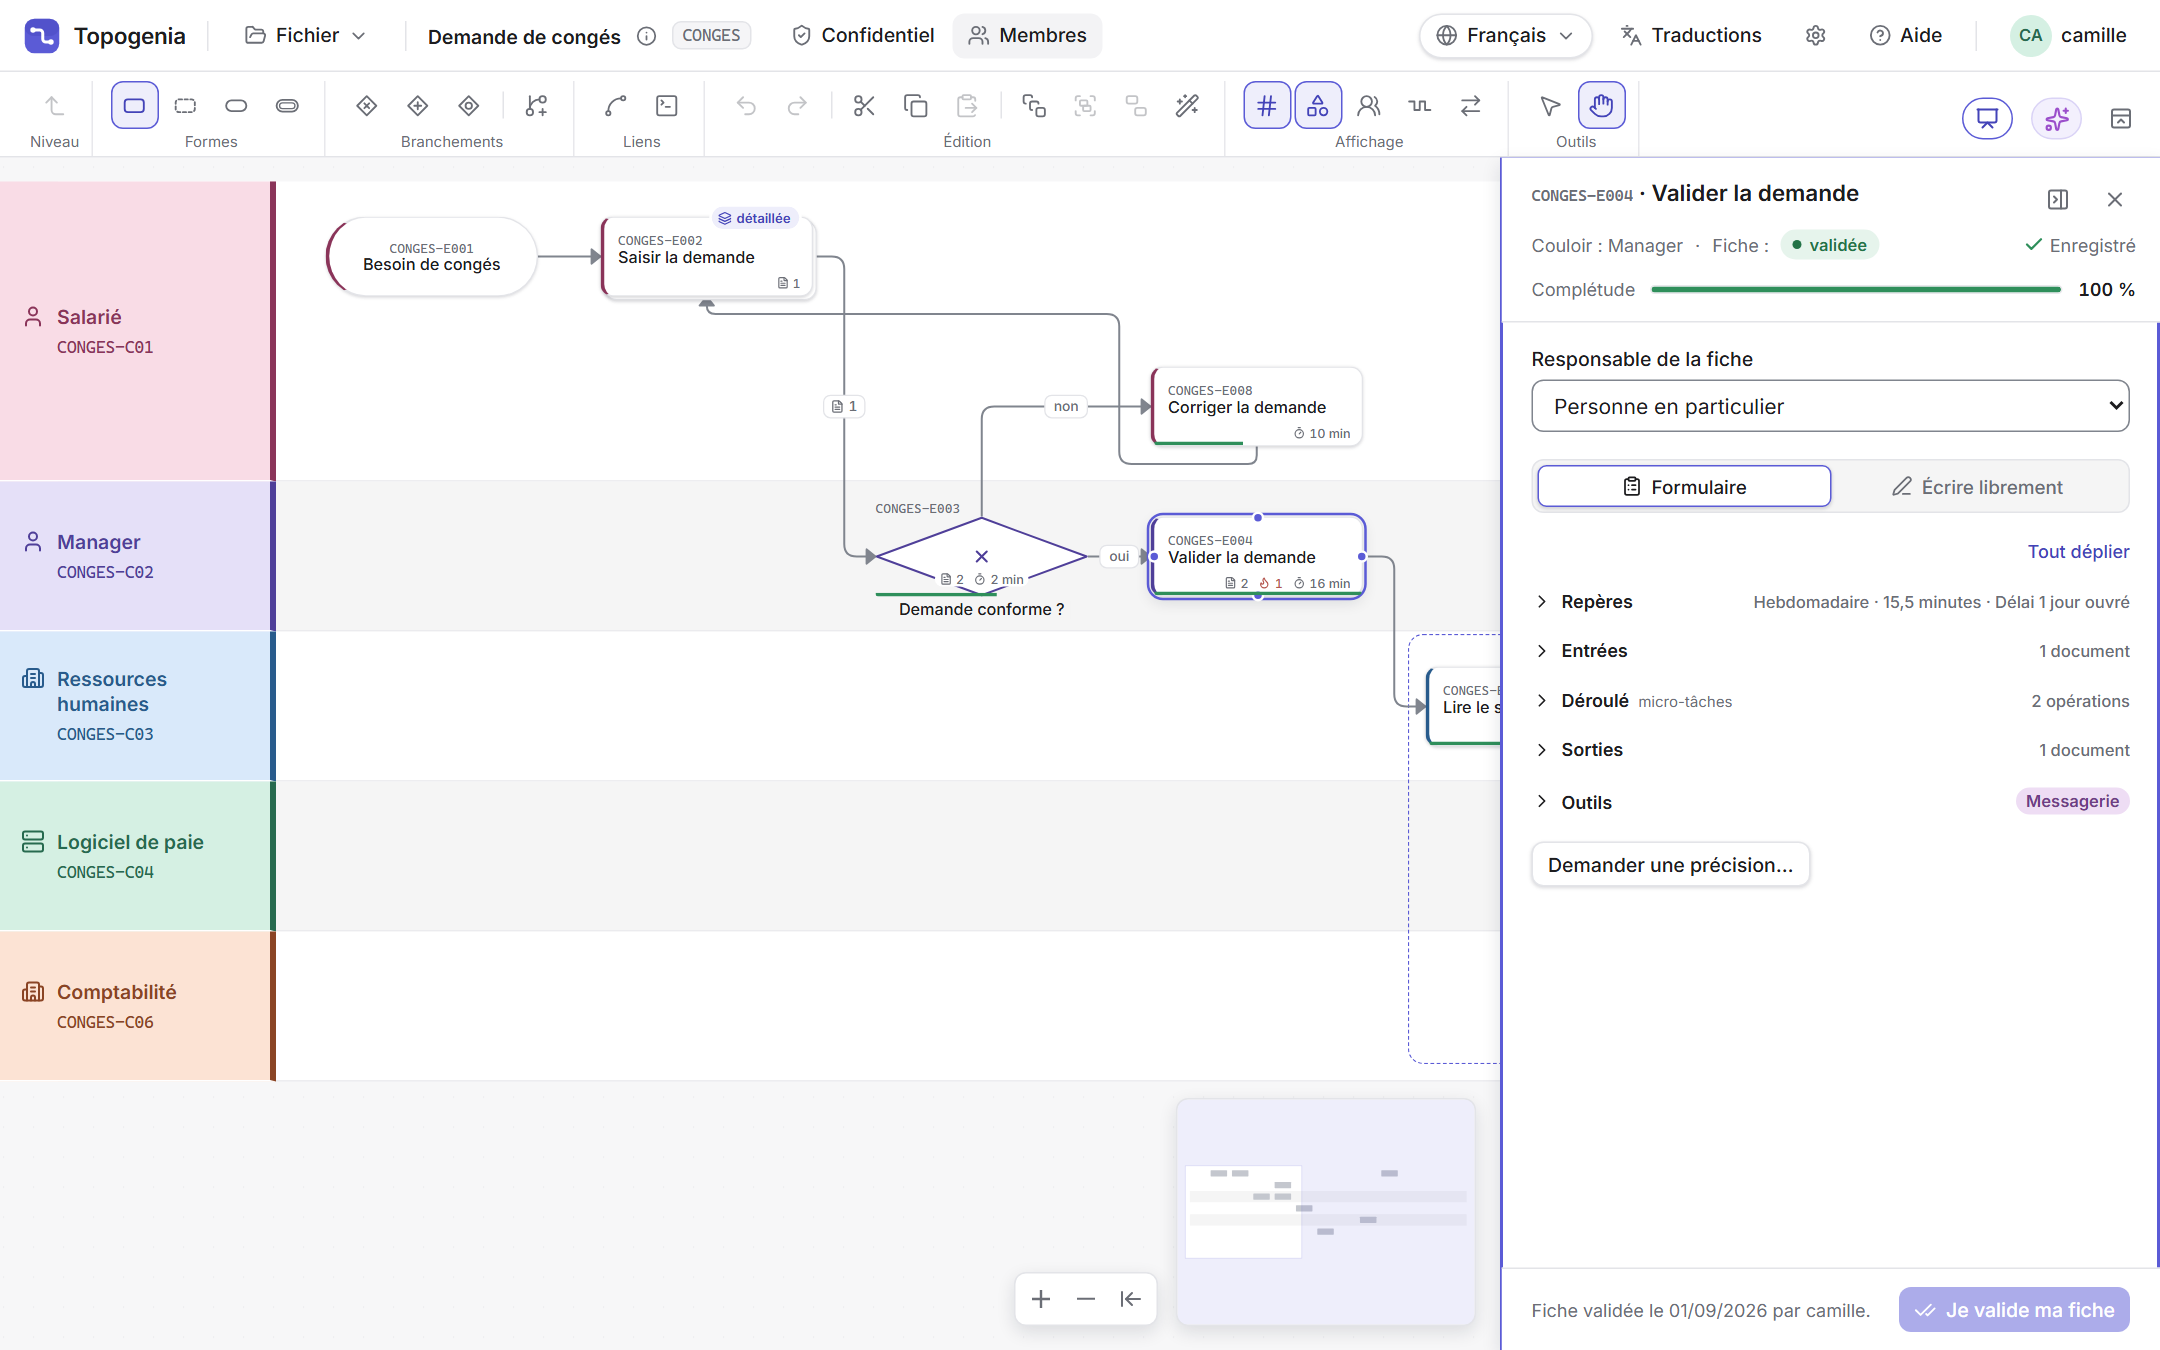 Topogenia
Fichier
Demande de congés
CONGES
Confidentiel
Membres
Français
Traductions
Aide
CA
camille
Niveau
Formes
Branchements
Liens
Édition
Affichage
Outils
Salarié
CONGES-C01
Manager
CONGES-C02
Ressources
humaines
CONGES-C03
Logiciel de paie
CONGES-C04
Comptabilité
CONGES-C06
CONGES-E001
Besoin de congés
détaillée
CONGES-E002
Saisir la demande
1
1
non
CONGES-E008
Corriger la demande
10 min
CONGES-E003
2 2 min
Demande conforme ?
oui
CONGES-E004
Valider la demande
2 1 16 min
CONGES-E
Lire le s
CONGES-E004 · Valider la demande
Couloir : Manager · Fiche : validée
Enregistré
Complétude
100 %
Responsable de la fiche
Personne en particulier
Formulaire
Écrire librement
Tout déplier
Repères
Hebdomadaire · 15,5 minutes · Délai 1 jour ouvré
Entrées
1 document
Déroulé micro-tâches
2 opérations
Sorties
1 document
Outils
Messagerie
Demander une précision...
Fiche validée le 01/09/2026 par camille.
Je valide ma fiche